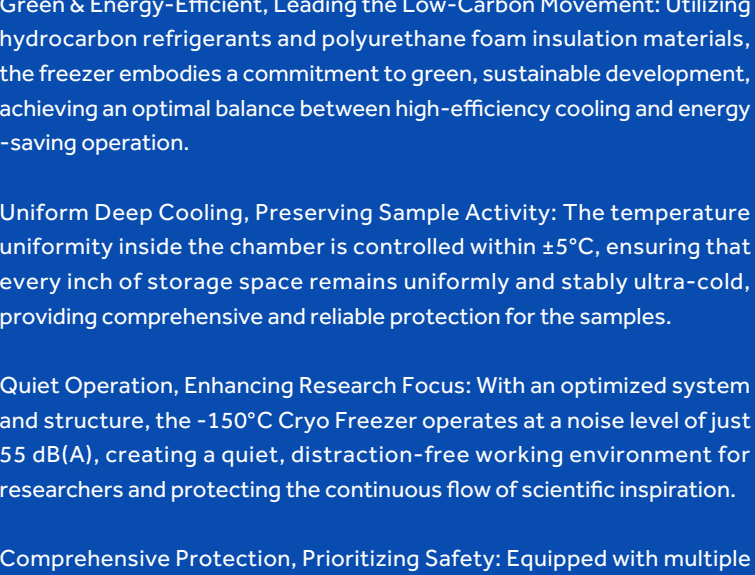 Green & Energy-Efficient, Leading the Low-Carbon Movement: Utilizing
hydrocarbon refrigerants and polyurethane foam insulation materials,
the freezer embodies a commitment to green, sustainable development,
achieving an optimal balance between high-efficiency cooling and energy
-saving operation.
Uniform Deep Cooling, Preserving Sample Activity: The temperature
uniformity inside the chamber is controlled within ±5°C, ensuring that
every inch of storage space remains uniformly and stably ultra-cold,
providing comprehensive and reliable protection for the samples.
Quiet Operation, Enhancing Research Focus: With an optimized system
and structure, the -150°C Cryo Freezer operates at a noise level of just
55 dB(A), creating a quiet, distraction-free working environment for
researchers and protecting the continuous flow of scientific inspiration.
Comprehensive Protection, Prioritizing Safety: Equipped with multiple